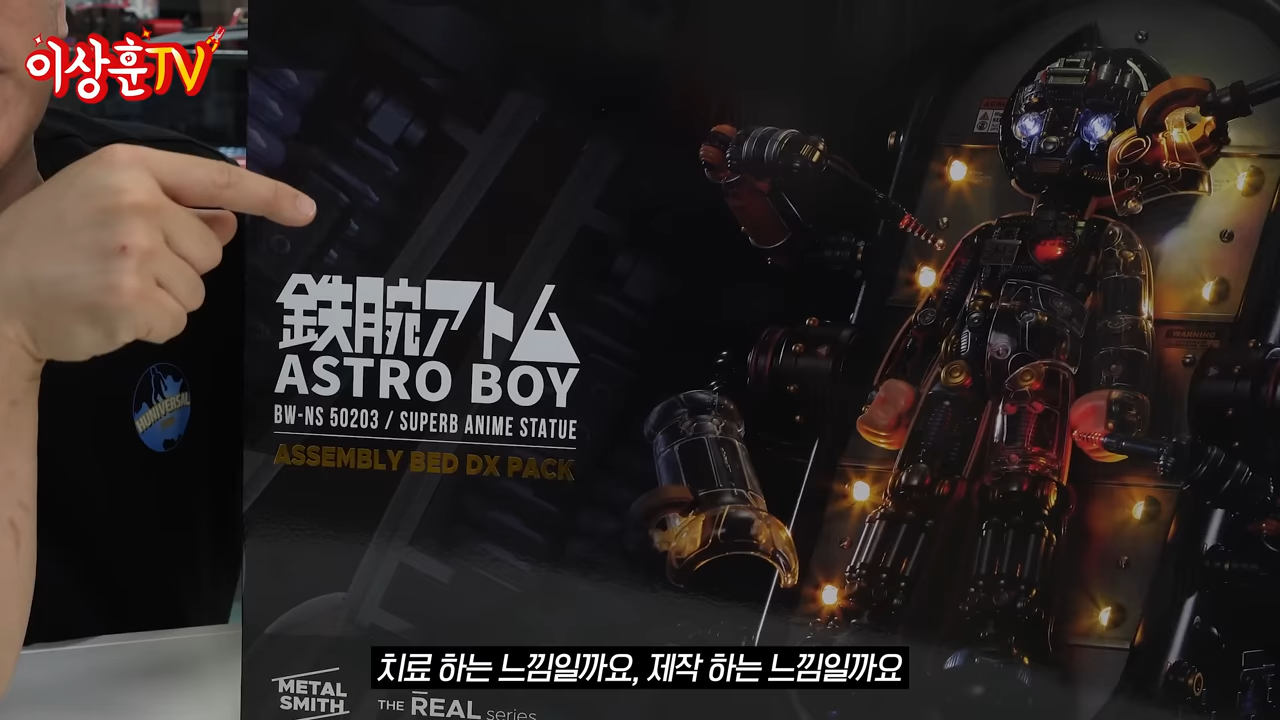 이상훈TV
鉄腕アトム
ASTRO BOY
BW-NS 50203 / SUPERB ANIME STATUE
ASSEMBLY BED DX PACK
HUNIVERSAL
WARNING
치료 하는 느낌일까요, 제작 하는 느낌일까요
METAL
SMITH
THE REAL series